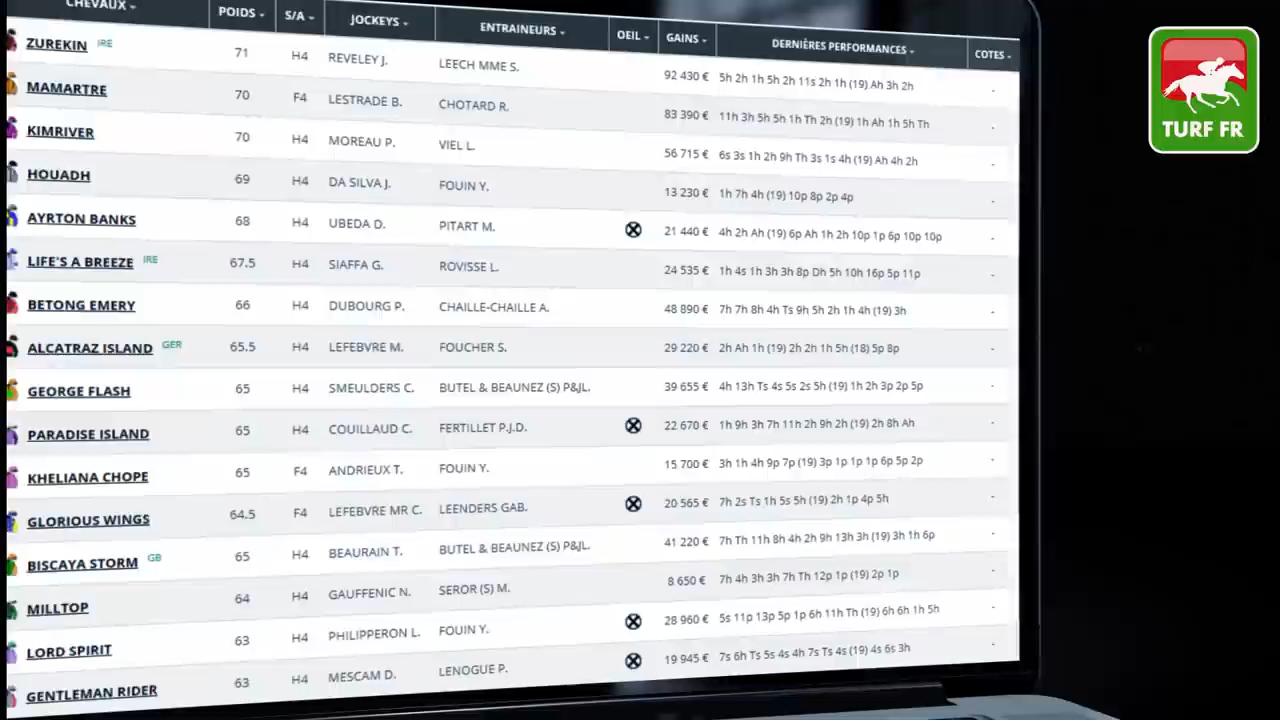 CHEVAUX POIDS S/A JOCKEYS ENTRAINEURS OEIL GAINS DERNIÈRES PERFORMANCES COTES
ZUREKIN IRE 71 H4 REVELEY J. LEECH MME S. 92 430 € 5h 2h 1h 5h 2h 11s 2h 1h (19) Ah 3h 2h -
MAMARTRE 70 F4 LESTRADE B. CHOTARD R. 83 390 € 11h 3h 5h 5h 1h Th 2h (19) 1h Ah 1h 5h Th -
KIMRIVER 70 H4 MOREAU P. VIEL L. 56 715 € 6s 3s 1h 2h 9h Th 3s 1s 4h (19) Ah 4h 2h -
HOUADH 69 H4 DA SILVA J. FOUIN Y. 13 230 € 1h 7h 4h (19) 10p 8p 2p 4p -
AYRTON BANKS 68 H4 UBEDA D. PITART M. 21 440 € 4h 2h Ah (19) 6p Ah 1h 2h 10p 1p 6p 10p 10p -
LIFE'S A BREEZE IRE 67.5 H4 SIAFFA G. ROVISSE L. 24 535 € 1h 4s 1h 3h 3h 8p Dh 5h 10h 16p 5p 11p -
BETONG EMERY 66 H4 DUBOURG P. CHAILLE-CHAILLE A. 48 890 € 7h 7h 8h 4h Ts 9h 5h 2h 1h 4h (19) 3h -
ALCATRAZ ISLAND GER 65.5 H4 LEFEBVRE M. FOUCHER S. 29 220 € 2h Ah 1h (19) 2h 2h 1h 5h (18) 5p 8p -
GEORGE FLASH 65 H4 SMEULDERS C. BUTEL & BEAUNEZ (S) P&JL. 39 655 € 4h 13h Ts 4s 5s 2s 5h (19) 1h 2h 3p 2p 5p -
PARADISE ISLAND 65 H4 COUILLAUD C. FERTILLET P.J.D. 22 670 € 1h 9h 3h 7h 11h 2h 9h 2h (19) 2h 8h Ah -
KHELIANA CHOPE 65 F4 ANDRIEUX T. FOUIN Y. 15 700 € 3h 1h 4h 9p 7p (19) 3p 1p 1p 1p 6p 5p 2p -
GLORIOUS WINGS 64.5 F4 LEFEBVRE MR C. LEENDERS GAB. 20 565 € 7h 2s Ts 1h 5s 5h (19) 2h 1p 4p 5h -
BISCAYA STORM GB 65 H4 BEAURAIN T. BUTEL & BEAUNEZ (S) P&JL. 41 220 € 7h Th 11h 8h 4h 2h 9h 13h 3h (19) 3h 1h 6p -
MILLTOP 64 H4 GAUFFENIC N. SEROR (S) M. 8 650 € 7h 4h 3h 3h 7h Th 12p 1p (19) 2p 1p -
LORD SPIRIT 63 H4 PHILIPPERON L. FOUIN Y. 28 960 € 5s 11p 13p 5p 1p 6h 11h Th (19) 6h 6h 1h 5h -
GENTLEMAN RIDER 63 H4 MESCAM D. LENOGUE P. 19 945 € 7s 6h Ts 5s 4s 4h 7s Ts 4s (19) 4s 6s 3h -
TURF FR